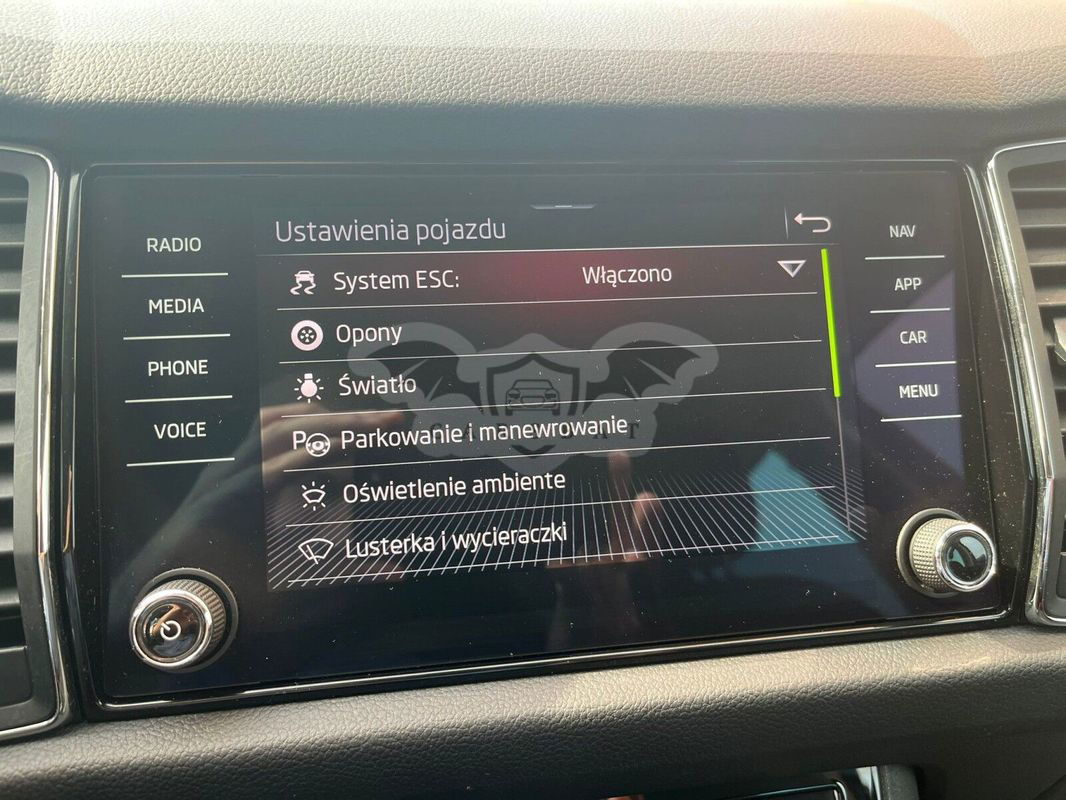 RADIO
MEDIA
PHONE
VOICE
Ustawienia pojazdu
System ESC: Włączono
Opony
Światło
P Parkowanie i manewrowanie
Oświetlenie ambiente
Lusterka i wycieraczki
NAV
APP
CAR
MENU